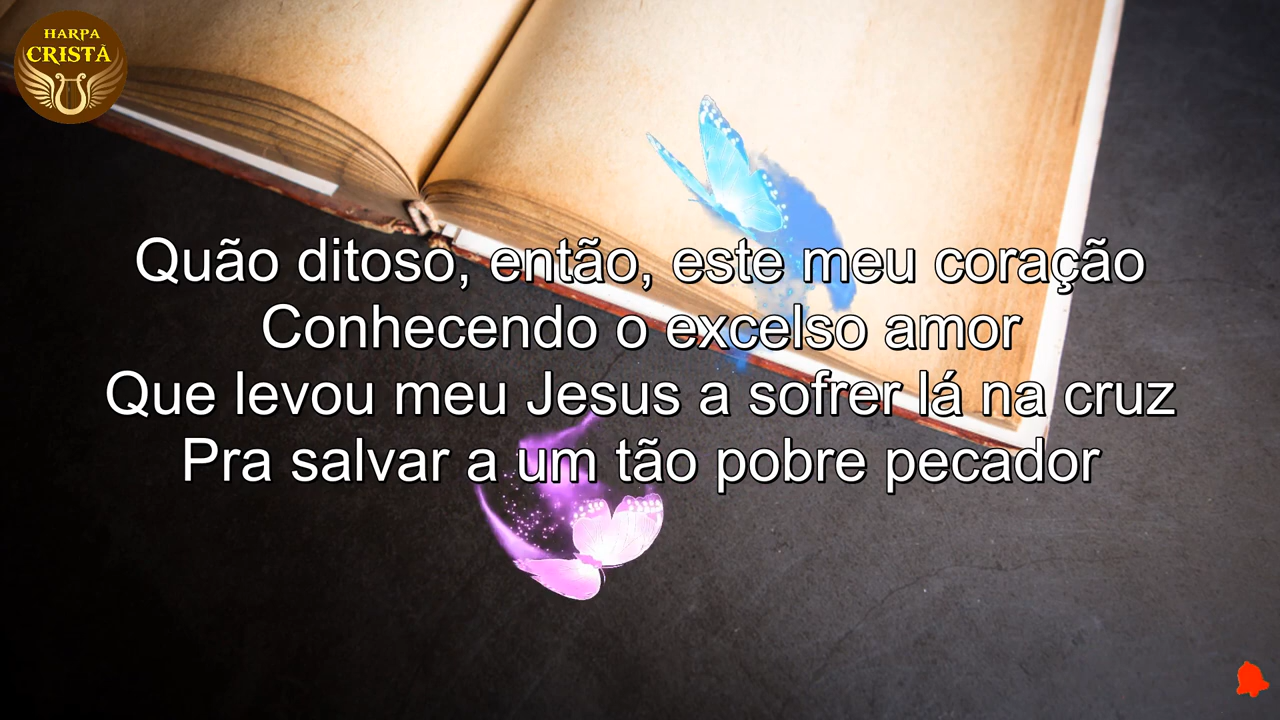 HARPA
CRISTÃ
Quão ditoso, então, este meu coração
Conhecendo o excelso amor
Que levou meu Jesus a sofrer lá na cruz
Pra salvar a um tão pobre pecador